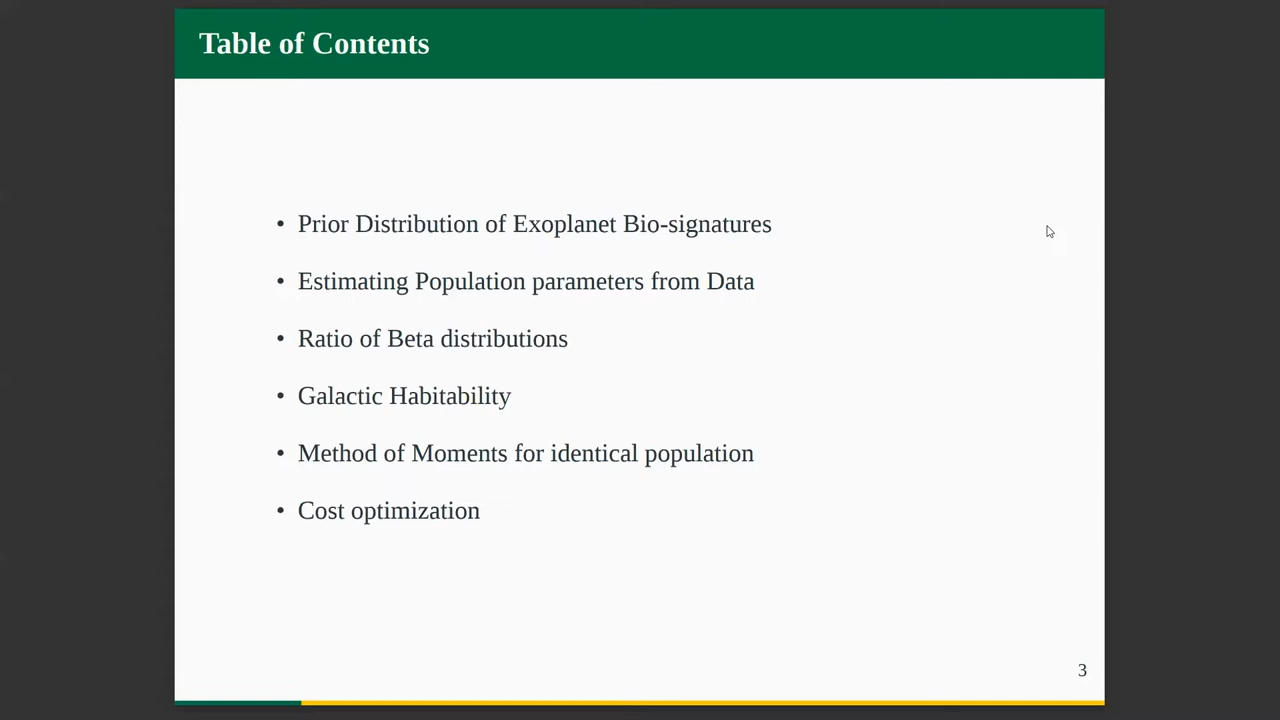 Table of Contents
• Prior Distribution of Exoplanet Bio-signatures
• Estimating Population parameters from Data
• Ratio of Beta distributions
• Galactic Habitability
• Method of Moments for identical population
• Cost optimization
3